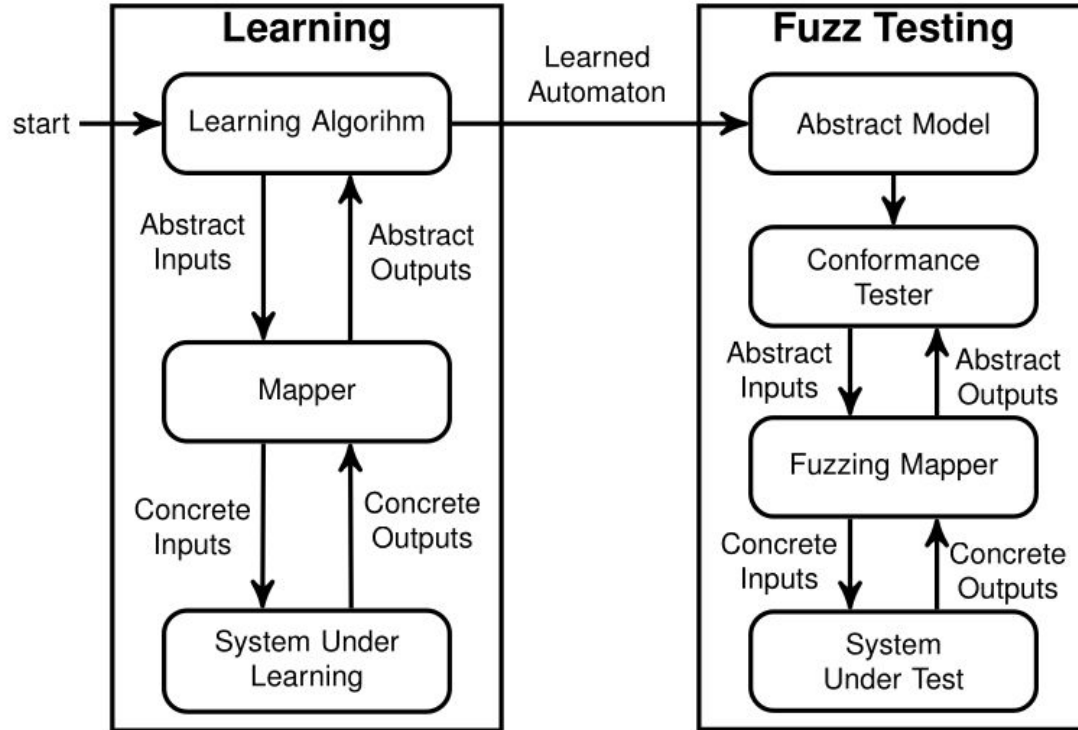 Learning
start
Learning Algorihm
Abstract
Inputs
Abstract
Outputs
Mapper
Concrete
Inputs
Concrete
Outputs
System Under
Learning
Learned
Automaton
Fuzz Testing
Abstract Model
Conformance
Tester
Abstract
Inputs
Abstract
Outputs
Fuzzing Mapper
Concrete
Inputs
Concrete
Outputs
System
Under Test